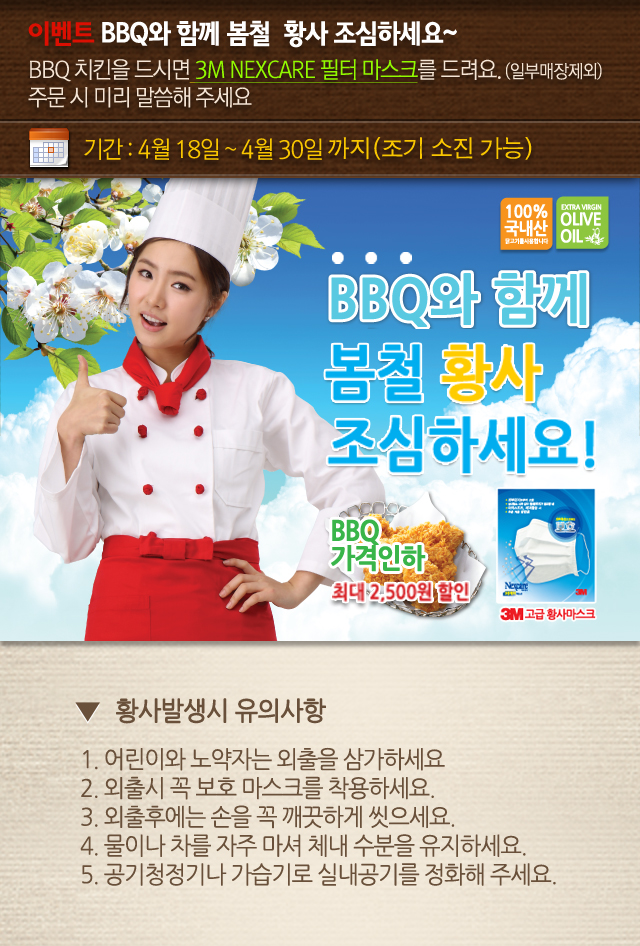 이벤트 BBQ와 함께 봄철 황사 조심하세요~
BBQ 치킨을 드시면 3M NEXCARE 필터 마스크를 드려요. (일부매장제외)
주문 시 미리 말씀해 주세요
기간 : 4월 18일 ~ 4월 30일 까지(조기 소진 가능)
100%
국내산
닭고기를사용합니다
EXTRA VIRGIN
OLIVE
OIL
BBQ와 함께
봄철 황사
조심하세요!
BBQ
가격인하
최대 2,500원 할인
Nexcare
3M
3M 고급 황사마스크
▼ 황사발생시 유의사항
1. 어린이와 노약자는 외출을 삼가하세요
2. 외출시 꼭 보호 마스크를 착용하세요.
3. 외출후에는 손을 꼭 깨끗하게 씻으세요.
4. 물이나 차를 자주 마셔 체내 수분을 유지하세요.
5. 공기청정기나 가습기로 실내공기를 정화해 주세요.